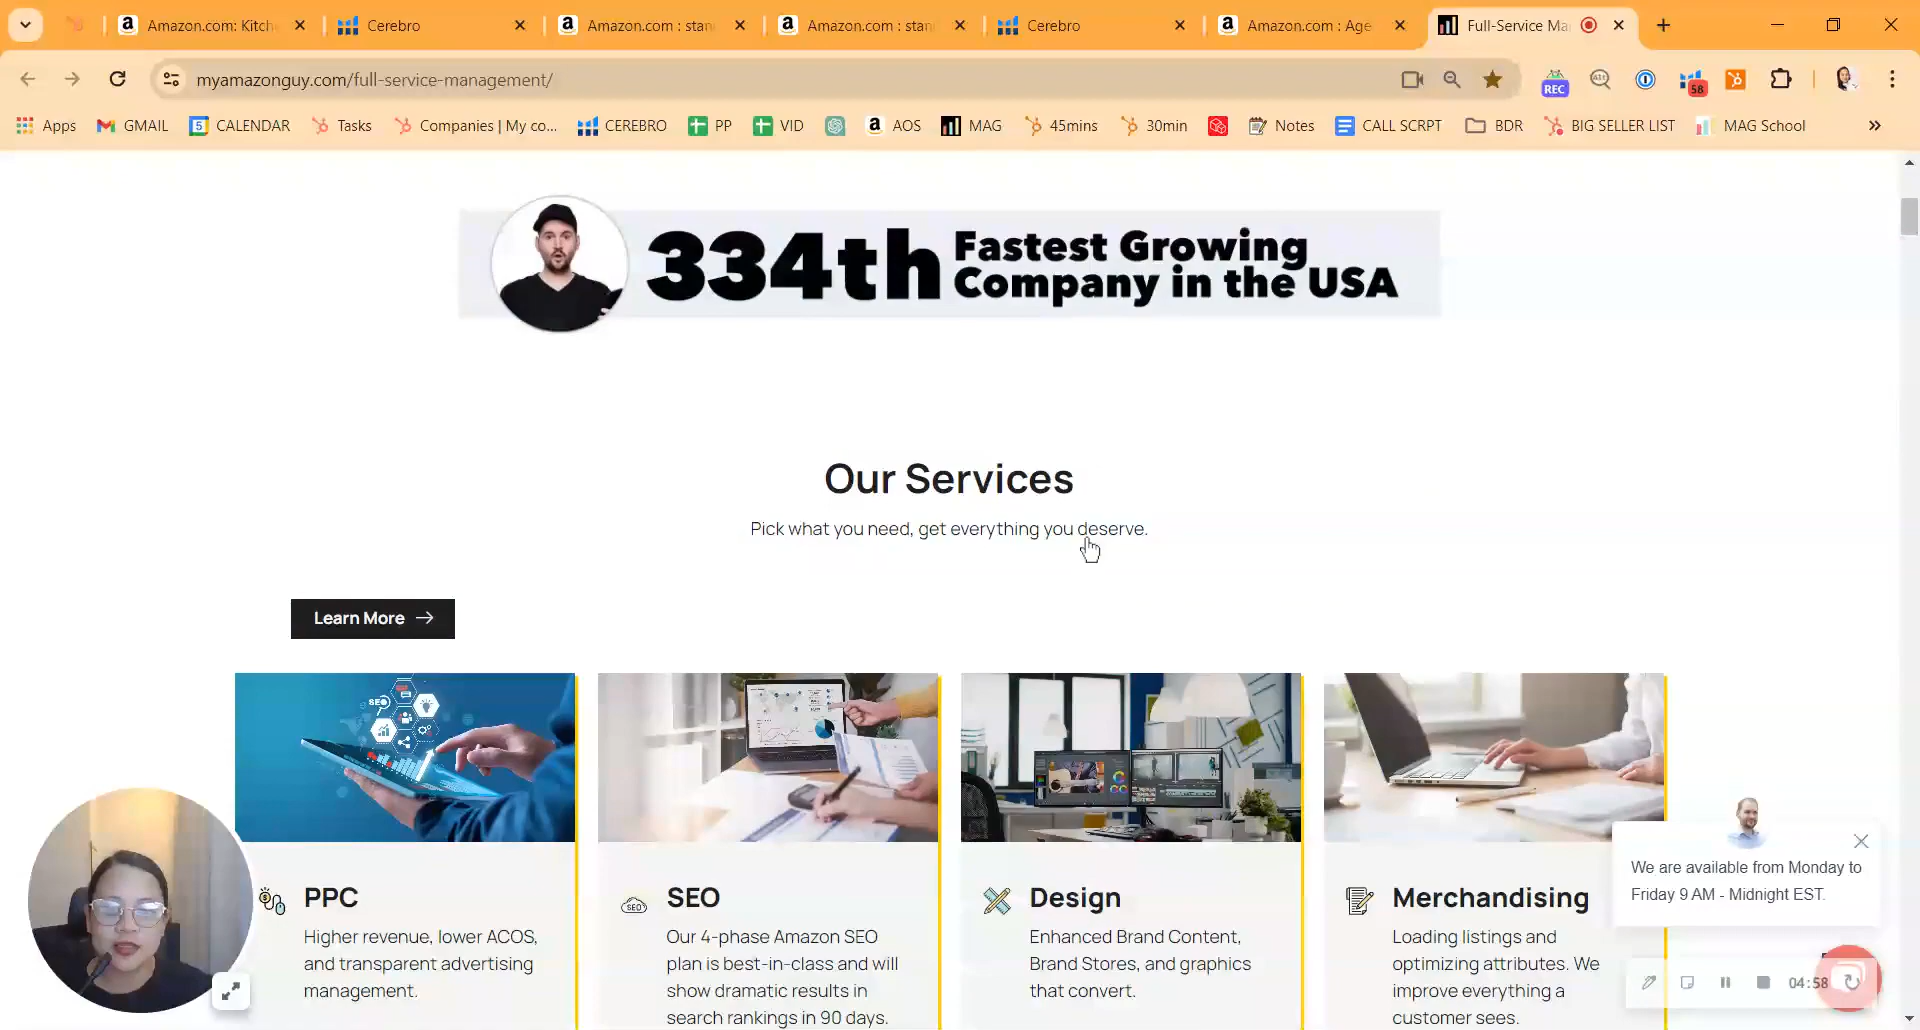 Amazon.com: Kitch
Cerebro
Amazon.com : stan
Amazon.com : stan
Cerebro
Amazon.com : Age
Full-Service Ma
myamazonguy.com/full-service-management/
REC
58
Apps
GMAIL
CALENDAR
Tasks
Companies | My co...
CEREBRO
PP
VID
AOS
MAG
45mins
30min
Notes
CALL SCRPT
BDR
BIG SELLER LIST
MAG School
334th
Fastest Growing
Company in the USA
Our Services
Pick what you need, get everything you deserve.
Learn More
SEO
PPC
Higher revenue, lower ACOS,
and transparent advertising
management.
SEO
SEO
Our 4-phase Amazon SEO
plan is best-in-class and will
show dramatic results in
search rankings in 90 days.
Design
Enhanced Brand Content,
Brand Stores, and graphics
that convert.
Merchandising
Loading listings and
optimizing attributes. We
improve everything a
customer sees.
We are available from Monday to
Friday 9 AM - Midnight EST.
04:58